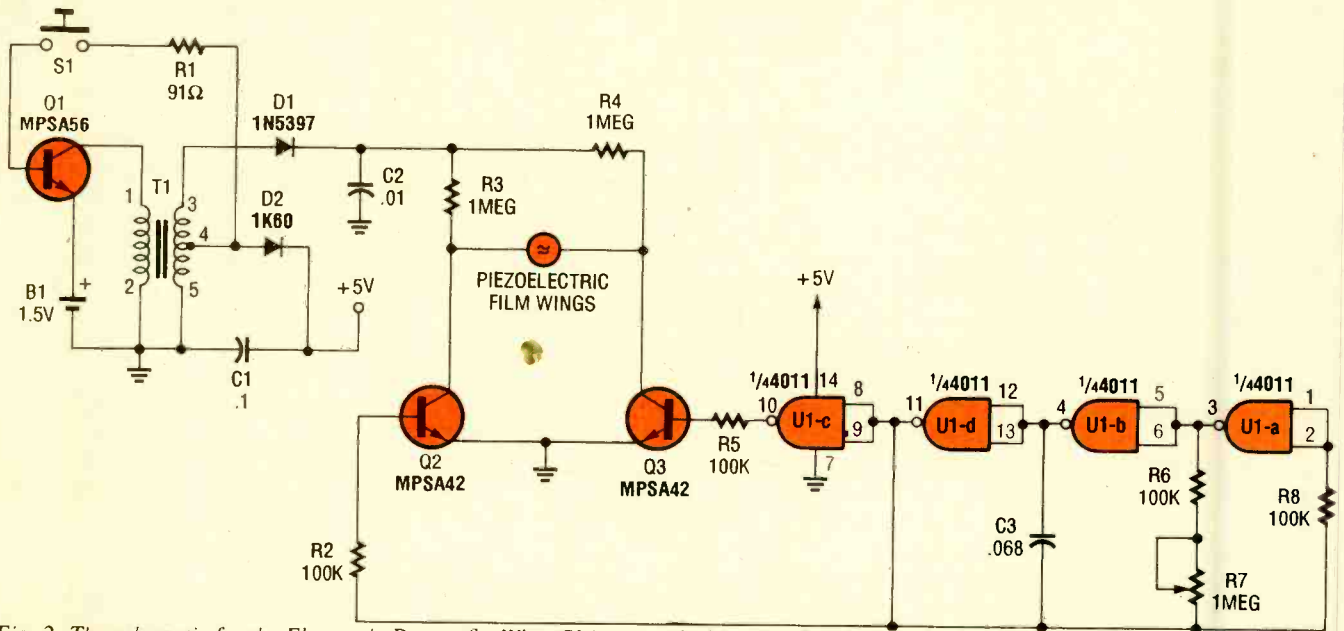 S1
R1
91Ω
Q1
MPSA56
D1
1N5397
R4
1MEG
T1
1
2
3
4
5
D2
1K60
C2
.01
R3
1MEG
B1
1.5V
+
+5V
C1
.1
PIEZOELECTRIC
FILM WINGS
Q2
MPSA42
Q3
MPSA42
R2
100K
R5
100K
+5V
1/4 4011
14
8
10
U1-c
9
7
1/4 4011
12
11
U1-d
13
1/4 4011
5
4
U1-b
6
1/4 4011
1
3
U1-a
2
C3
.068
R6
100K
R7
1MEG
R8
100K